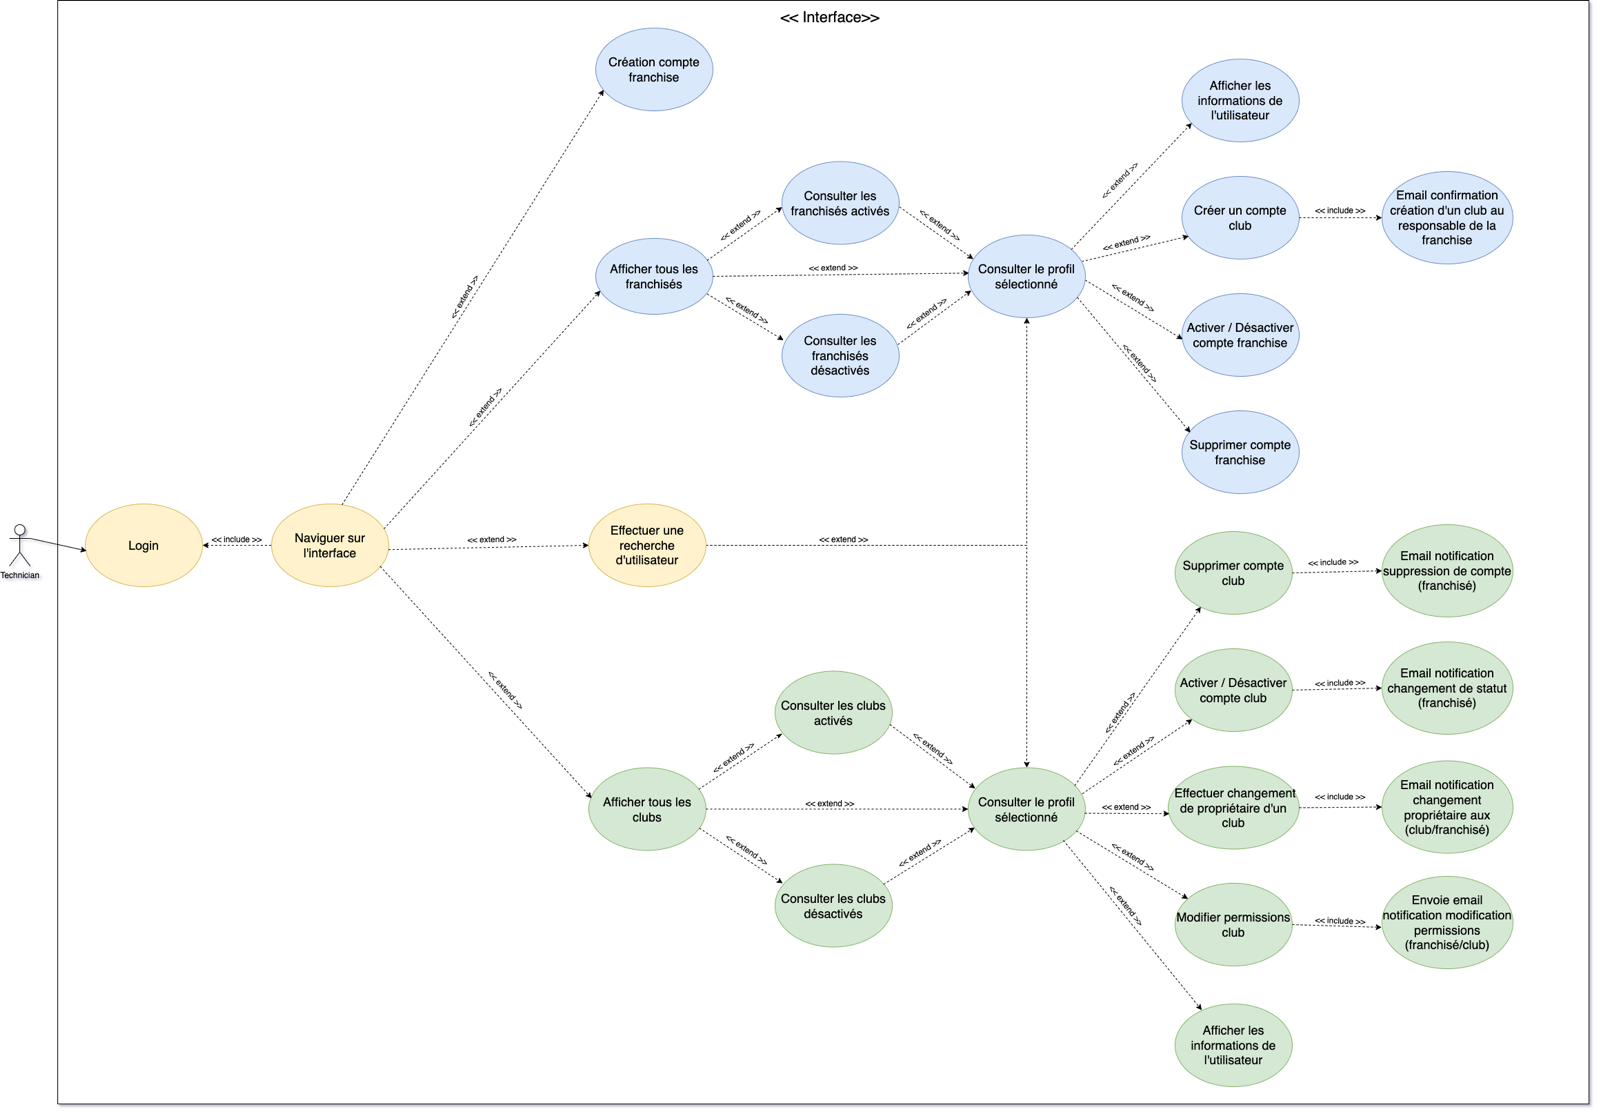 << Interface>>
Création compte
franchise
Afficher les
informations de
l'utilisateur
<< extend >>
<< extend >>
Consulter les
franchisés activés
<< extend >>
<< extend >>
Créer un compte
club
<< include >>
Email confirmation
création d'un club au
responsable de la
franchise
<< extend >>
Afficher tous les
franchisés
<< extend >>
Consulter le profil
sélectionné
<< extend >>
<< extend >>
<< extend >>
Consulter les
franchisés
désactivés
Activer / Désactiver
compte franchise
<< extend >>
<< extend >>
Supprimer compte
franchise
Technician
Login
<< include >>
Naviguer sur
l'interface
<< extend >>
Effectuer une
recherche
d'utilisateur
<< extend >>
Supprimer compte
club
<< include >>
Email notification
suppression de compte
(franchisé)
<< extend >>
<< extend >>
Activer / Désactiver
compte club
<< include >>
Email notification
changement de statut
(franchisé)
<< extend >>
Consulter les clubs
activés
<< extend >>
<< extend >>
Afficher tous les
clubs
<< extend >>
Consulter le profil
sélectionné
<< extend >>
Effectuer changement
de propriétaire d'un
club
<< include >>
Email notification
changement
propriétaire aux
(club/franchisé)
<< extend >>
<< extend >>
Consulter les clubs
désactivés
<< extend >>
Modifier permissions
club
<< include >>
Envoie email
notification modification
permissions
(franchisé/club)
<< extend >>
Afficher les
informations de
l'utilisateur